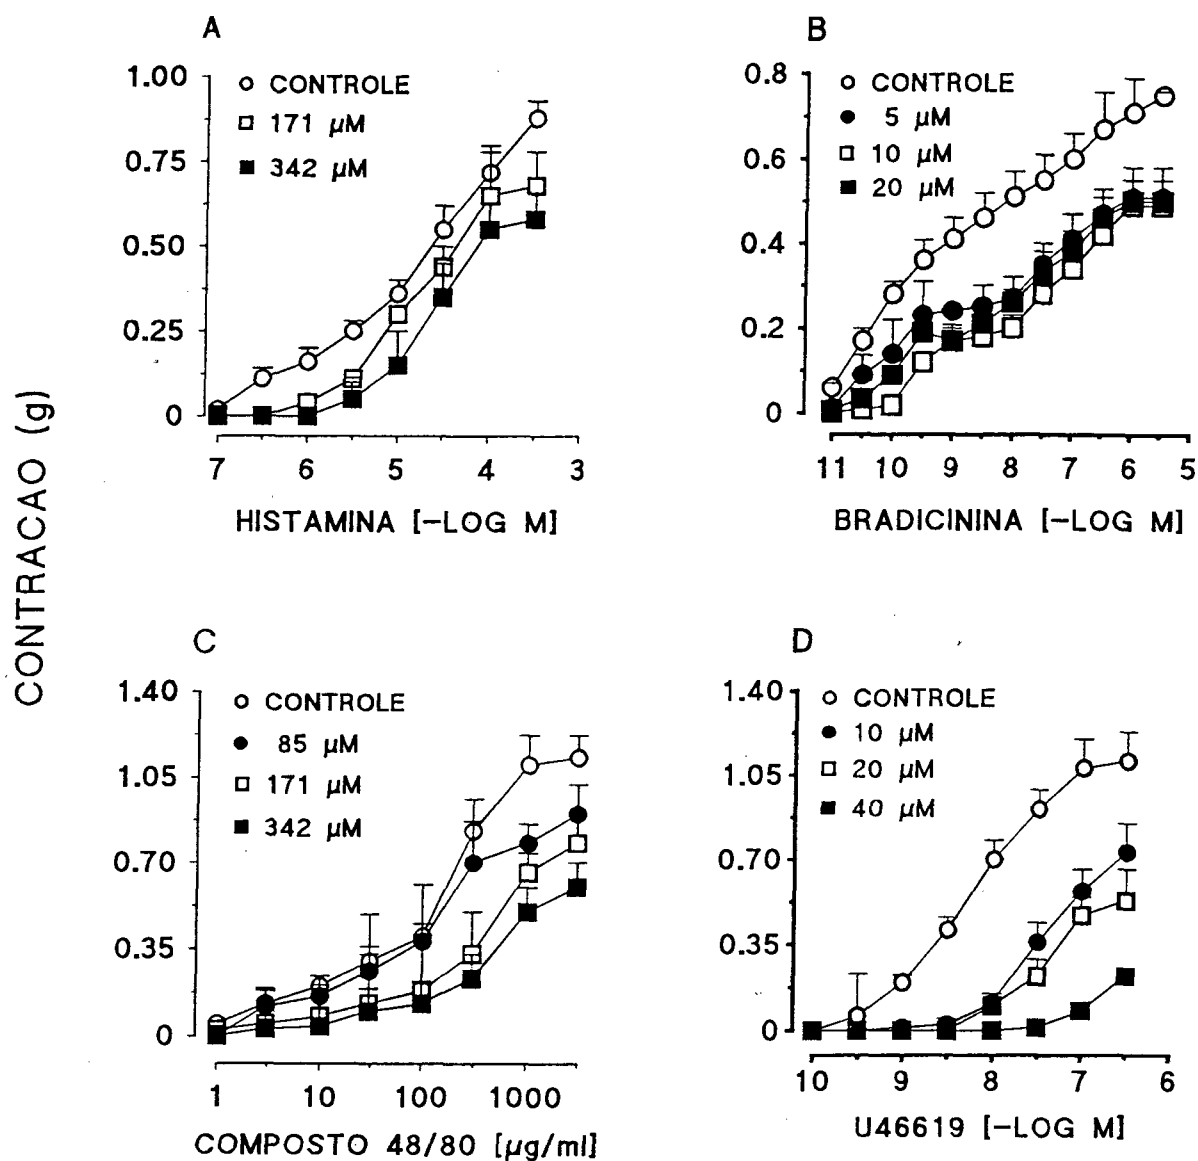 CONTRACAO (g)
A
1.00
0.75
0.50
0.25
0
CONTROLE
171 µM
342 µM
7 6 5 4 3
HISTAMINA [-LOG M]
B
0.8
0.6
0.4
0.2
0
CONTROLE
5 µM
10 µM
20 µM
11 10 9 8 7 6 5
BRADICININA [-LOG M]
C
1.40
1.05
0.70
0.35
0
CONTROLE
85 µM
171 µM
342 µM
1 10 100 1000
COMPOSTO 48/80 [µg/ml]
D
1.40
1.05
0.70
0.35
0
CONTROLE
10 µM
20 µM
40 µM
10 9 8 7 6
U46619 [-LOG M]